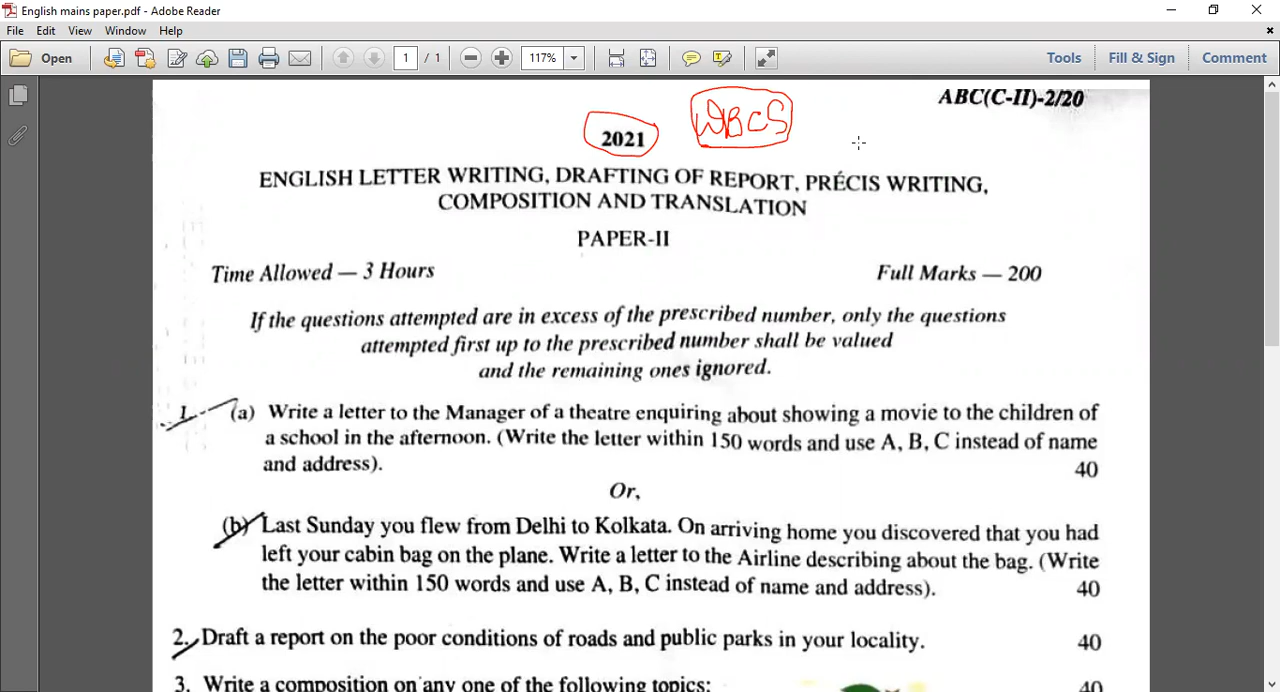 English mains paper.pdf - Adobe Reader
File Edit View Window Help
Open 1 / 1 117% Tools Fill & Sign Comment
ABC(C-II)-2/20
WBCS
2021
ENGLISH LETTER WRITING, DRAFTING OF REPORT, PRÉCIS WRITING,
COMPOSITION AND TRANSLATION
PAPER-II
Time Allowed — 3 Hours Full Marks — 200
If the questions attempted are in excess of the prescribed number, only the questions
attempted first up to the prescribed number shall be valued
and the remaining ones ignored.
1. (a) Write a letter to the Manager of a theatre enquiring about showing a movie to the children of
a school in the afternoon. (Write the letter within 150 words and use A, B, C instead of name
and address). 40
Or,
(b) Last Sunday you flew from Delhi to Kolkata. On arriving home you discovered that you had
left your cabin bag on the plane. Write a letter to the Airline describing about the bag. (Write
the letter within 150 words and use A, B, C instead of name and address). 40
2. Draft a report on the poor conditions of roads and public parks in your locality. 40
3. Write a composition on any one of the following topics: 40